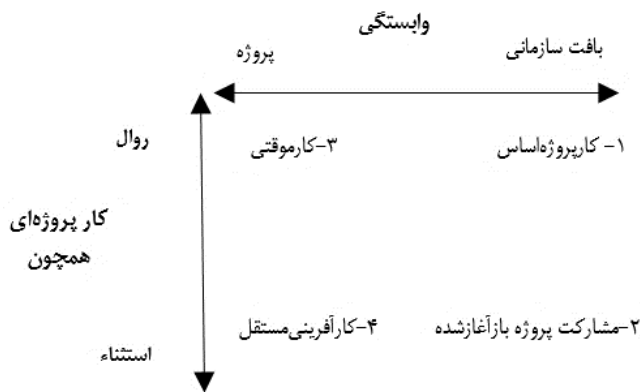 وابستگی
بافت سازمانی
پروژه
روال
۱- کارپروژه‌اساس
۳-کارموقتی
کار پروژه‌ای
همچون
۲-مشارکت پروژه بازآغازشده
۴-کارآفرینی‌مستقل
استثناء